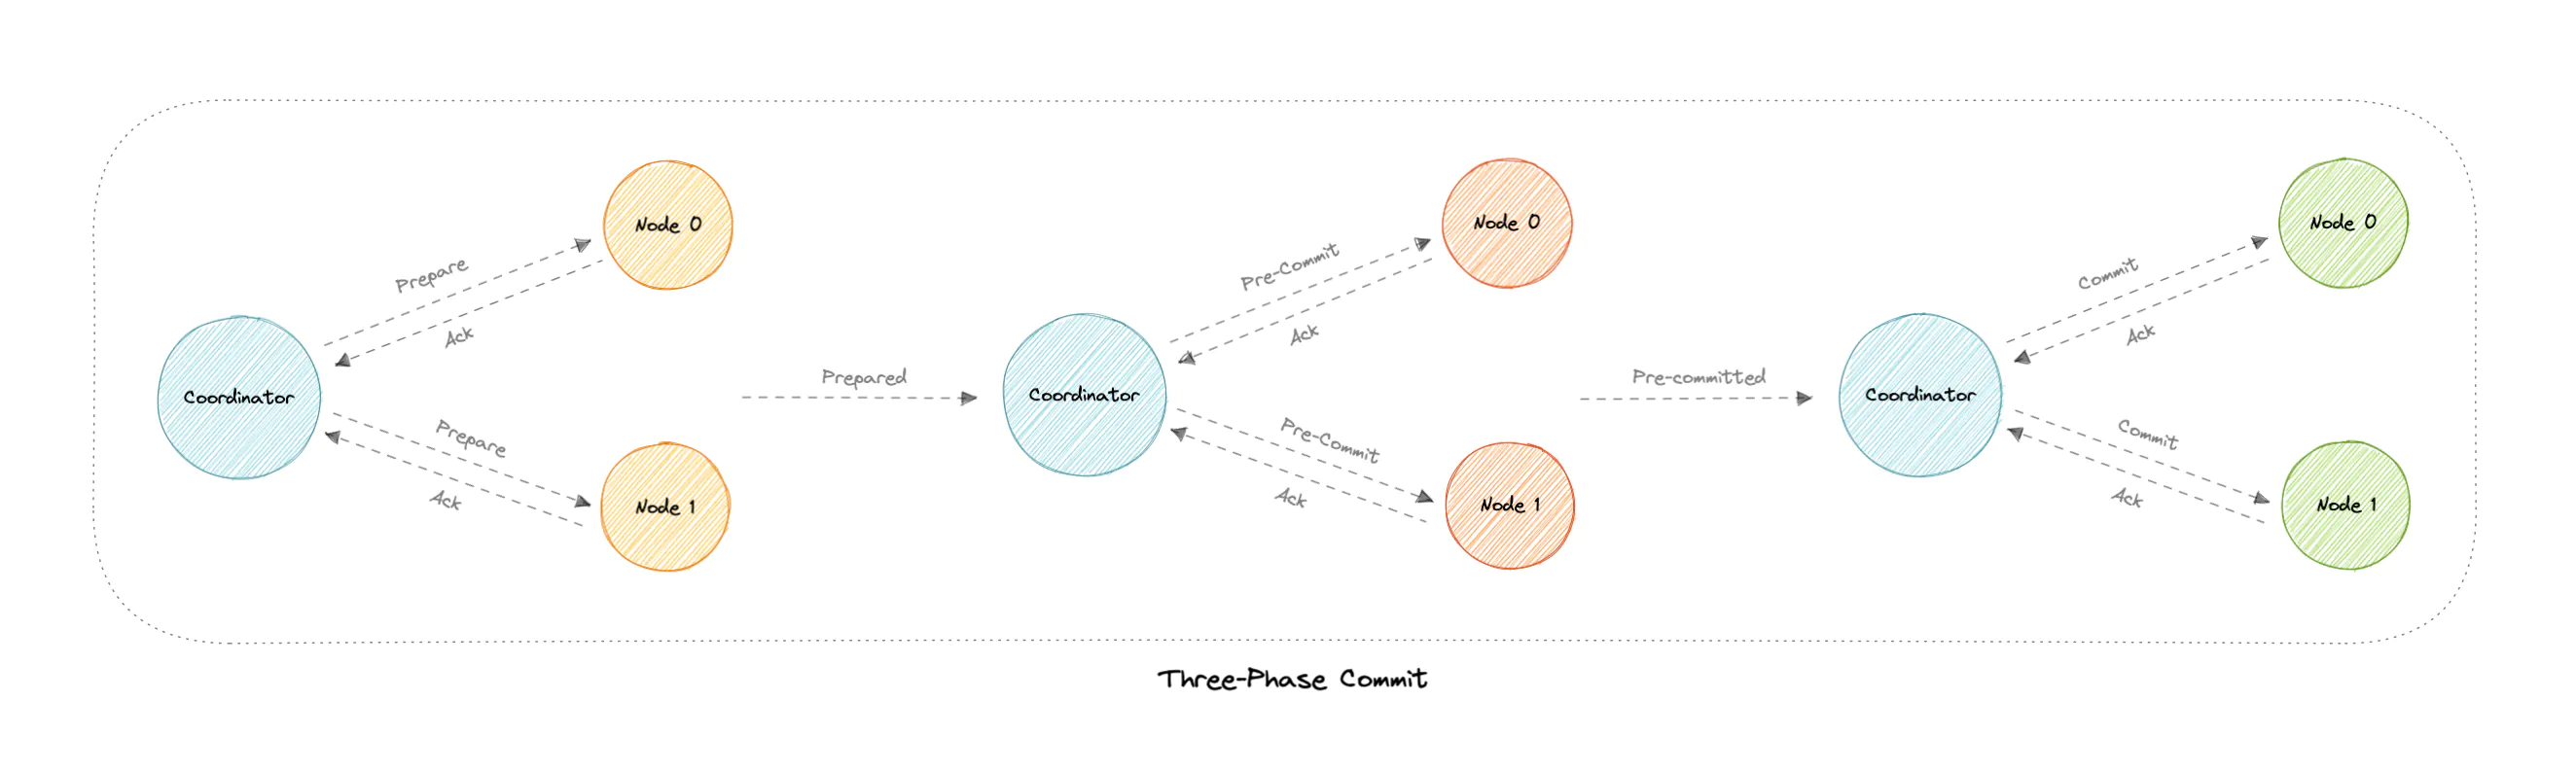 Node 0
Prepare
Ack
Coordinator
Prepare
Ack
Node 1
Prepared
Node 0
Pre-Commit
Ack
Coordinator
Pre-Commit
Ack
Node 1
Pre-committed
Node 0
Commit
Ack
Coordinator
Commit
Ack
Node 1
Three-Phase Commit